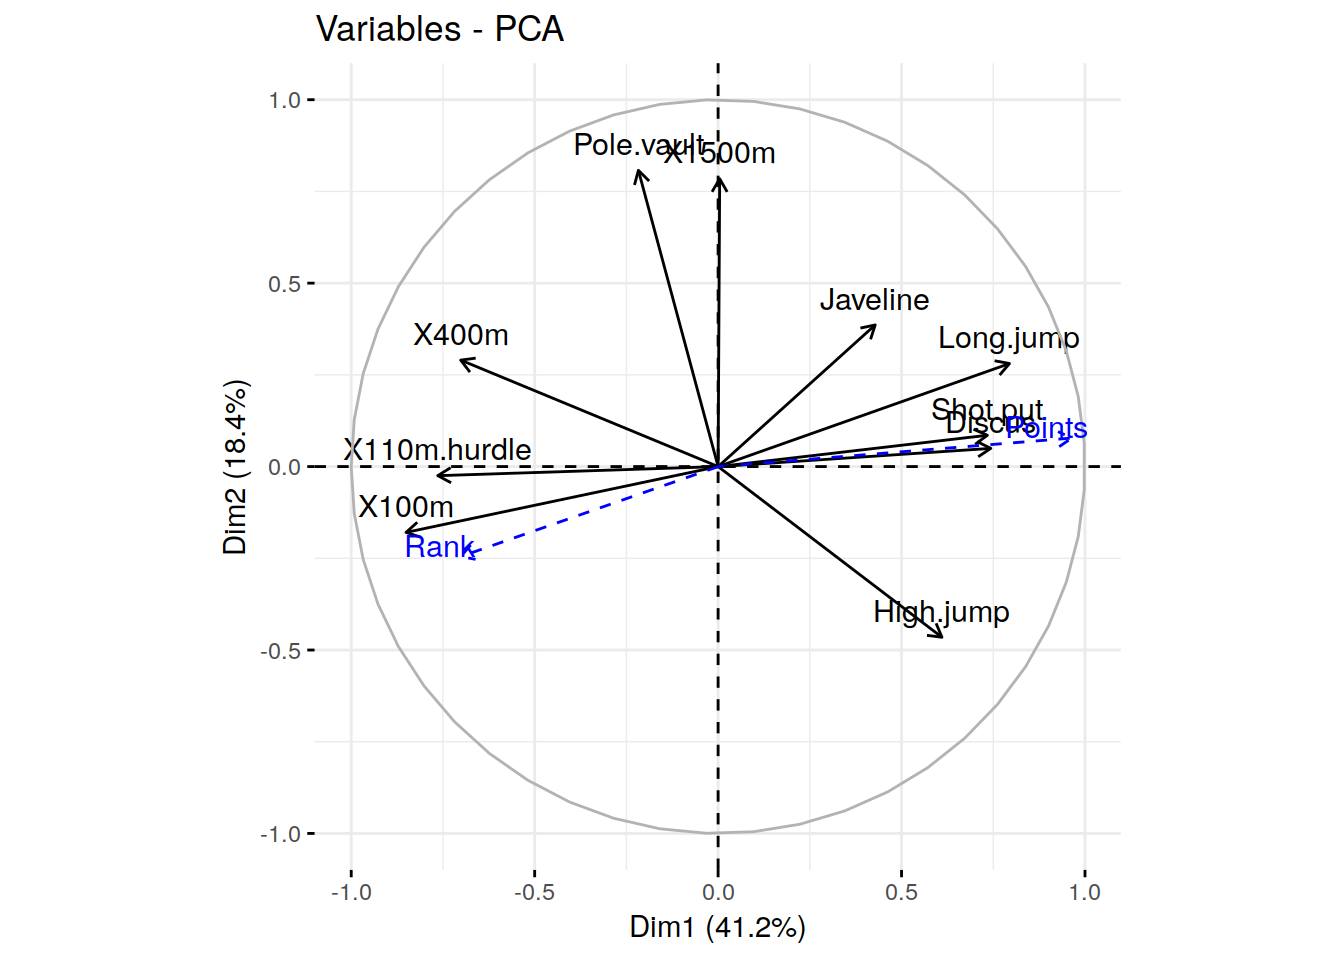 Variables - PCA
1.0
0.5
0.0
-0.5
-1.0
Dim2 (18.4%)
Pole.vault
X1500m
Javeline
X400m
Long.jump
Shot.put
Discus
Points
X110m.hurdle
X100m
Rank
High.jump
-1.0
-0.5
0.0
0.5
1.0
Dim1 (41.2%)